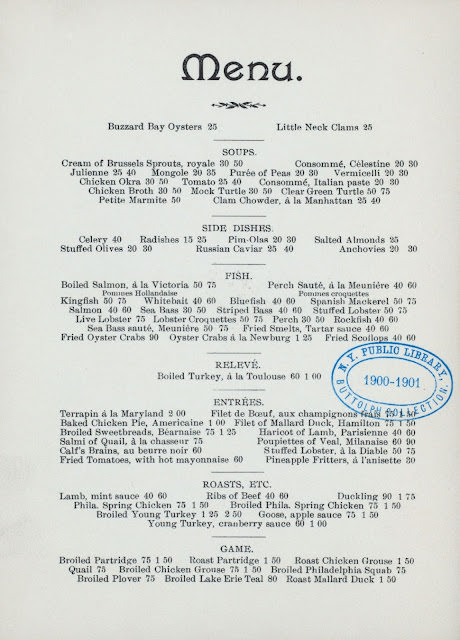 Menu.
Buzzard Bay Oysters 25 Little Neck Clams 25
SOUPS.
Cream of Brussels Sprouts, royale 30 50 Consommé, Célestine 20 30
Julienne 25 40 Mongole 20 35 Purée of Peas 20 30 Vermicelli 20 30
Chicken Okra 30 50 Tomato 25 40 Consommé, Italian paste 20 30
Chicken Broth 30 50 Mock Turtle 30 50 Clear Green Turtle 50 75
Petite Marmite 50 Clam Chowder, á la Manhattan 25 40
SIDE DISHES.
Celery 40 Radishes 15 25 Pim-Olas 20 30 Salted Almonds 25
Stuffed Olives 20 30 Russian Caviar 25 40 Anchovies 20 30
FISH.
Boiled Salmon, á la Victoria 50 75 Perch Sauté, á la Meunière 40 60
Pommes Hollandaise Pommes croquettes
Kingfish 50 75 Whitebait 40 60 Bluefish 40 60 Spanish Mackerel 50 75
Salmon 40 60 Sea Bass 30 50 Striped Bass 40 60 Stuffed Lobster 50 75
Live Lobster 50 75 Lobster Croquettes 50 75 Perch 30 50 Rockfish 40 60
Sea Bass sauté, Meunière 50 75 Fried Smelts, Tartar sauce 40 60
Fried Oyster Crabs 90 Oyster Crabs á la Newburg 1 25 Fried Scollops 40 60
RELEVÉ.
Boiled Turkey, á la Toulouse 60 1 00
ENTRÉES.
Terrapin á la Maryland 2 00 Filet de Bœuf, aux champignons frais 75 1 50
Baked Chicken Pie, Americaine 1 00 Filet of Mallard Duck, Hamilton 75 1 50
Broiled Sweetbreads, Béarnaise 75 1 25 Haricot of Lamb, Parisienne 40 60
Salmi of Quail, á la chasseur 75 Poupiettes of Veal, Milanaise 60 90
Calf's Brains, au beurre noir 60 Stuffed Lobster, á la Diable 50 75
Fried Tomatoes, with hot mayonnaise 60 Pineapple Fritters, á l'anisette 30
ROASTS, ETC.
Lamb, mint sauce 40 60 Ribs of Beef 40 60 Duckling 90 1 75
Phila. Spring Chicken 75 1 50 Broiled Phila. Spring Chicken 75 1 50
Broiled Young Turkey 1 25 2 50 Goose, apple sauce 75 1 50
Young Turkey, cranberry sauce 60 1 00
GAME.
Broiled Partridge 75 1 50 Roast Partridge 1 50 Roast Chicken Grouse 1 50
Quail 75 Broiled Chicken Grouse 75 1 50 Broiled Philadelphia Squab 75
Broiled Plover 75 Broiled Lake Erie Teal 80 Roast Mallard Duck 1 50
N.Y. PUBLIC LIBRARY,
1900-1901
BUTTOLPH COLLECTION.